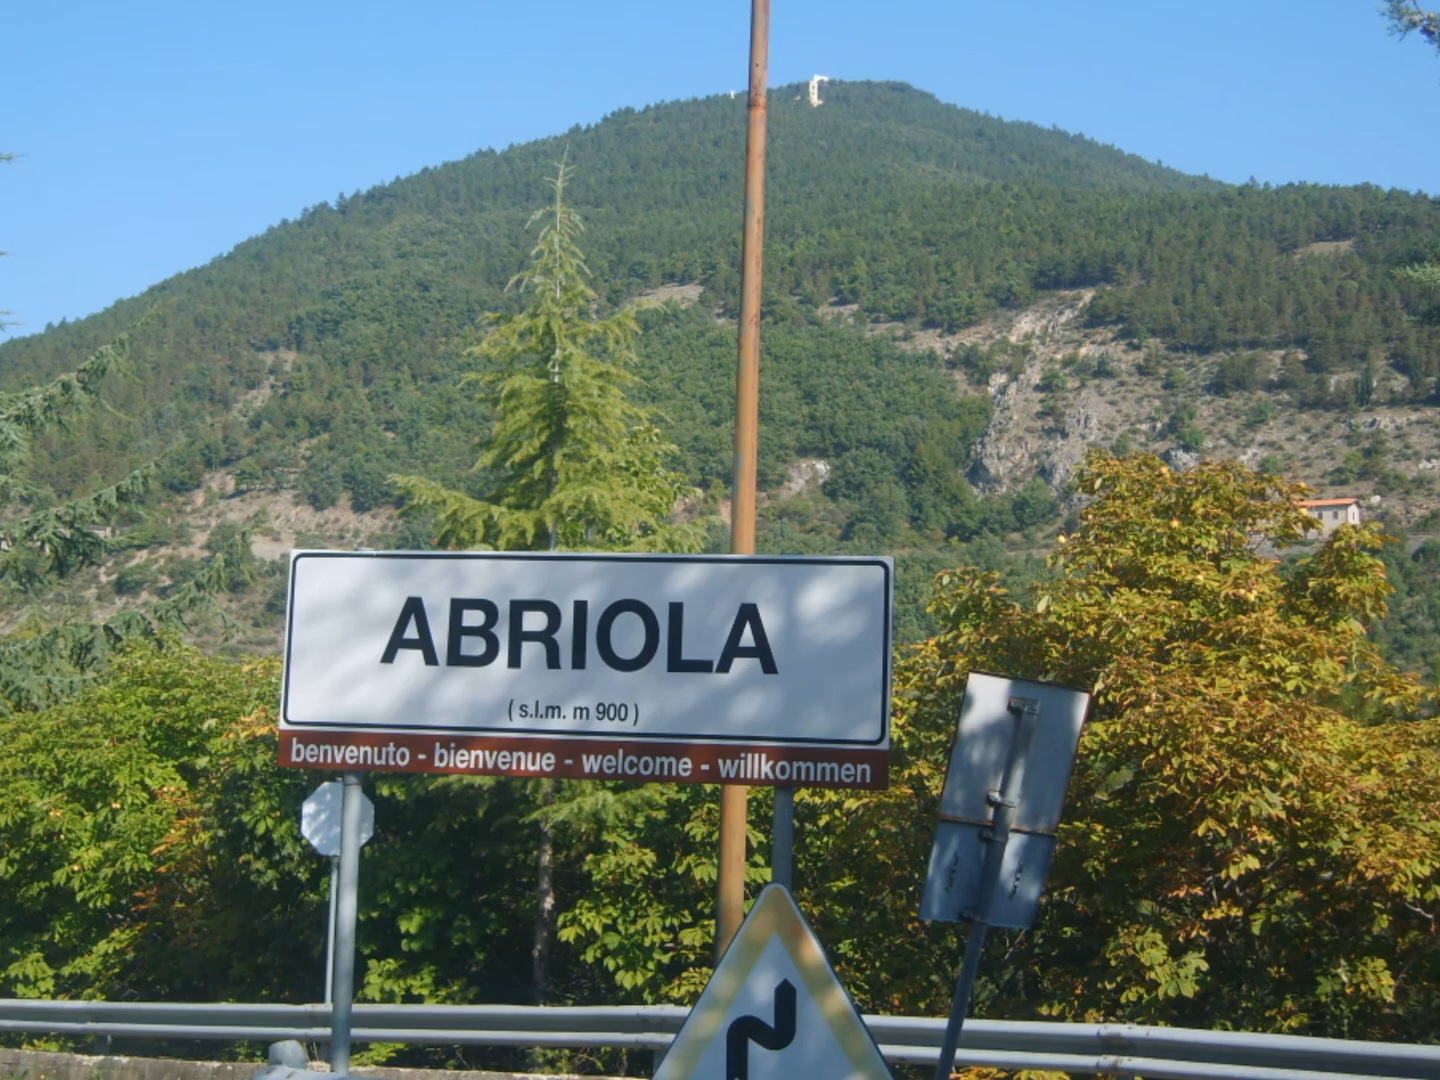 ABRIOLA
( s.l.m. m 900 )
benvenuto - bienvenue - welcome - willkommen